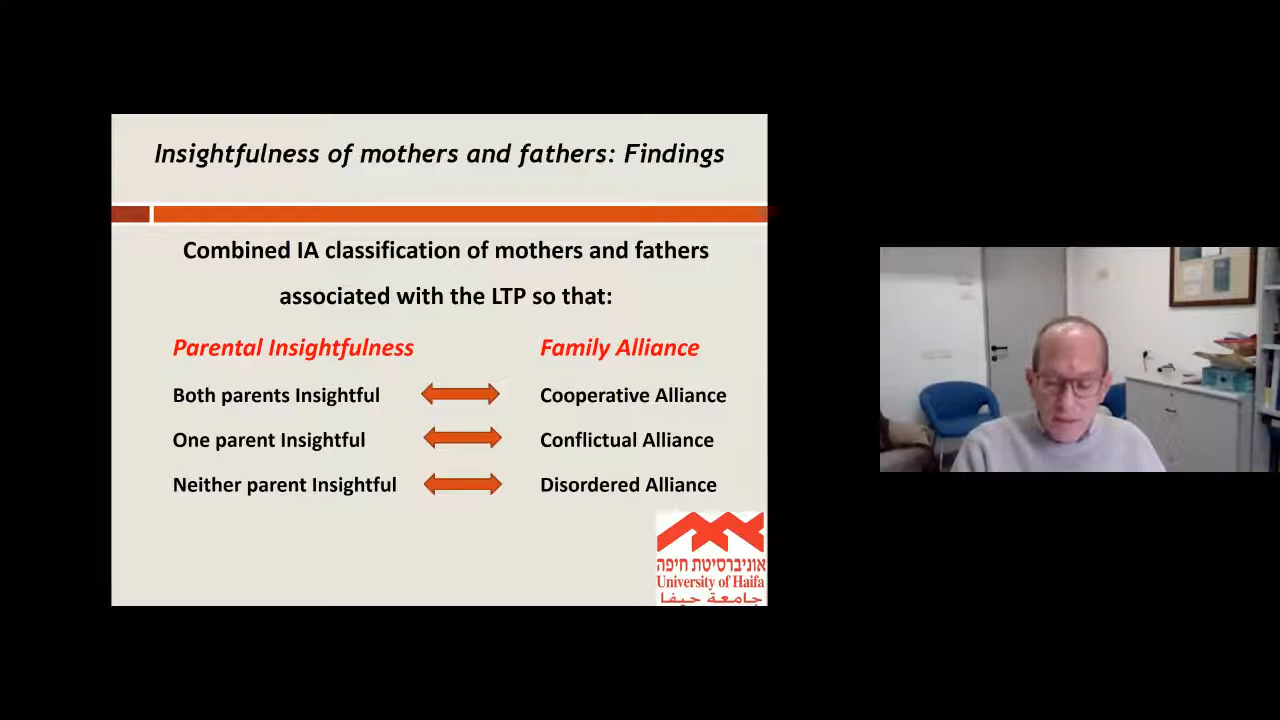 Insightfulness of mothers and fathers: Findings
Combined IA classification of mothers and fathers
associated with the LTP so that:
Parental Insightfulness Family Alliance
Both parents Insightful Cooperative Alliance
One parent Insightful Conflictual Alliance
Neither parent Insightful Disordered Alliance
אוניברסיטת חיפה
University of Haifa
جامعة حيفا